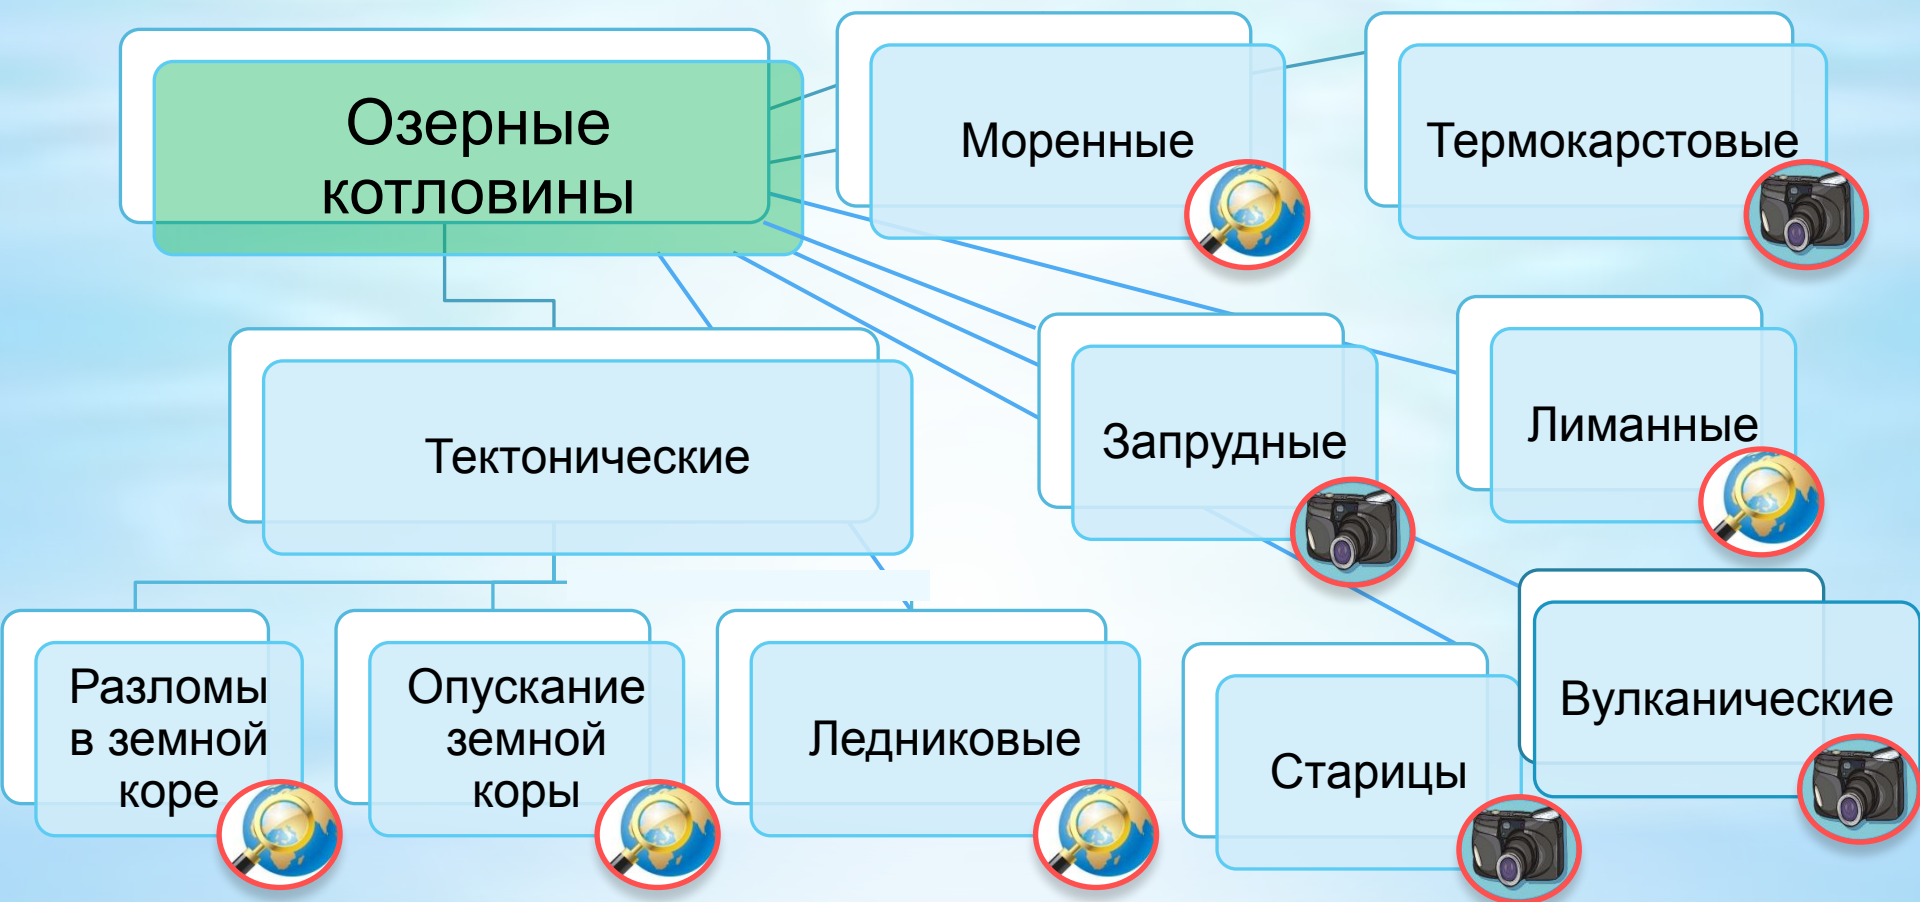 Озерные
котловины
Моренные
Термокарстовые
Тектонические
Запрудные
Лиманные
Разломы
в земной
коре
Опускание
земной
коры
Ледниковые
Старицы
Вулканические